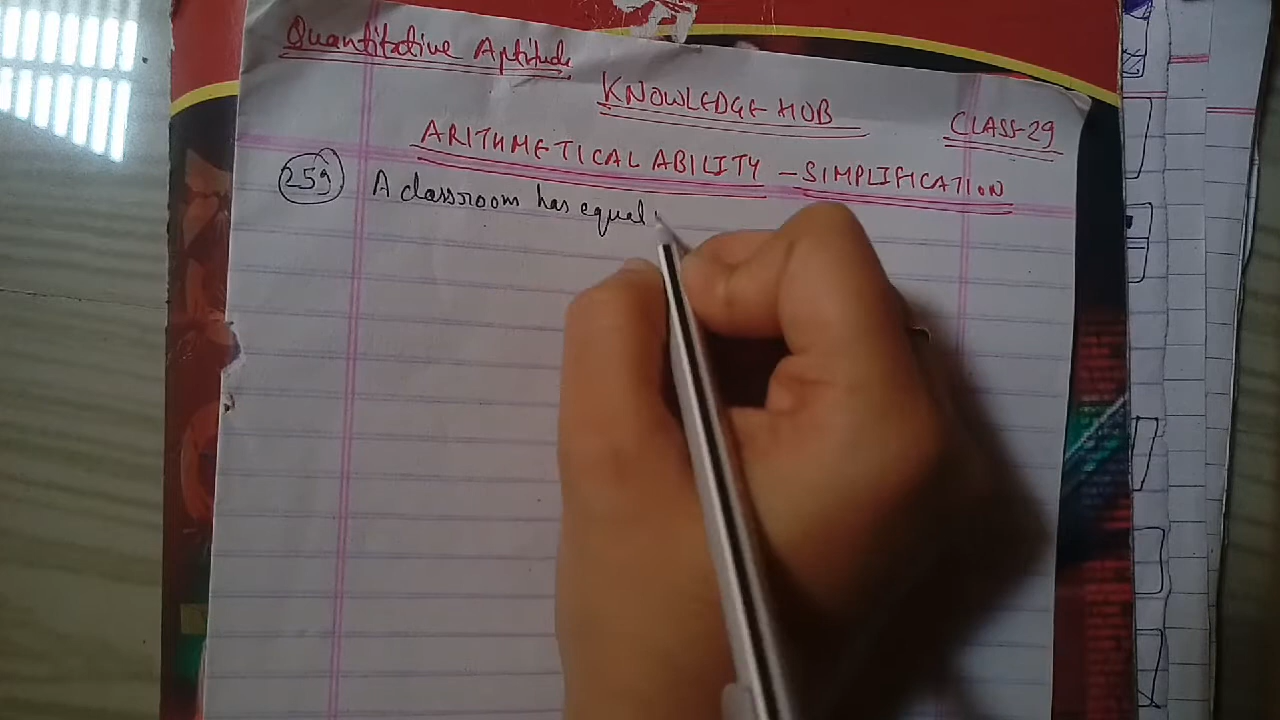 Quantitative Aptitude
KNOWLEDGE HUB
CLASS-29
ARITHMETICAL ABILITY - SIMPLIFICATION
259) A classroom has equal